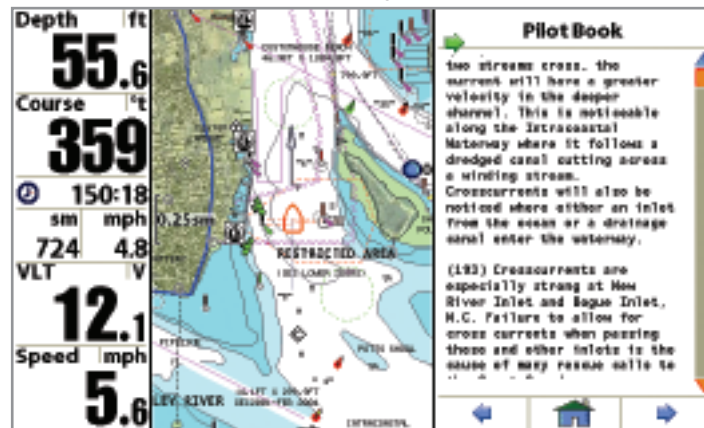 Depth ft
55.6
Course °t
359
150:18
sm mph
724 4.8
VLT V
12.1
Speed mph
5.6
0.25sm
RESTRICTED AREA
LEY RIVER
Pilot Book
two streams cross. the
current will have a greater
velocity in the deeper
channel. This is noticeable
along the Intracoastal
Waterway where it follows a
dredged canal cutting across
a winding stream.
Crosscurrents will also be
noticed where either an inlet
from the ocean or a drainage
canal enter the waterway.
(193) Crosscurrents are
especially strong at New
River Inlet and Bogue Inlet,
N.C. Failure to allow for
cross currents when passing
these and other inlets is the
cause of many rescue calls to